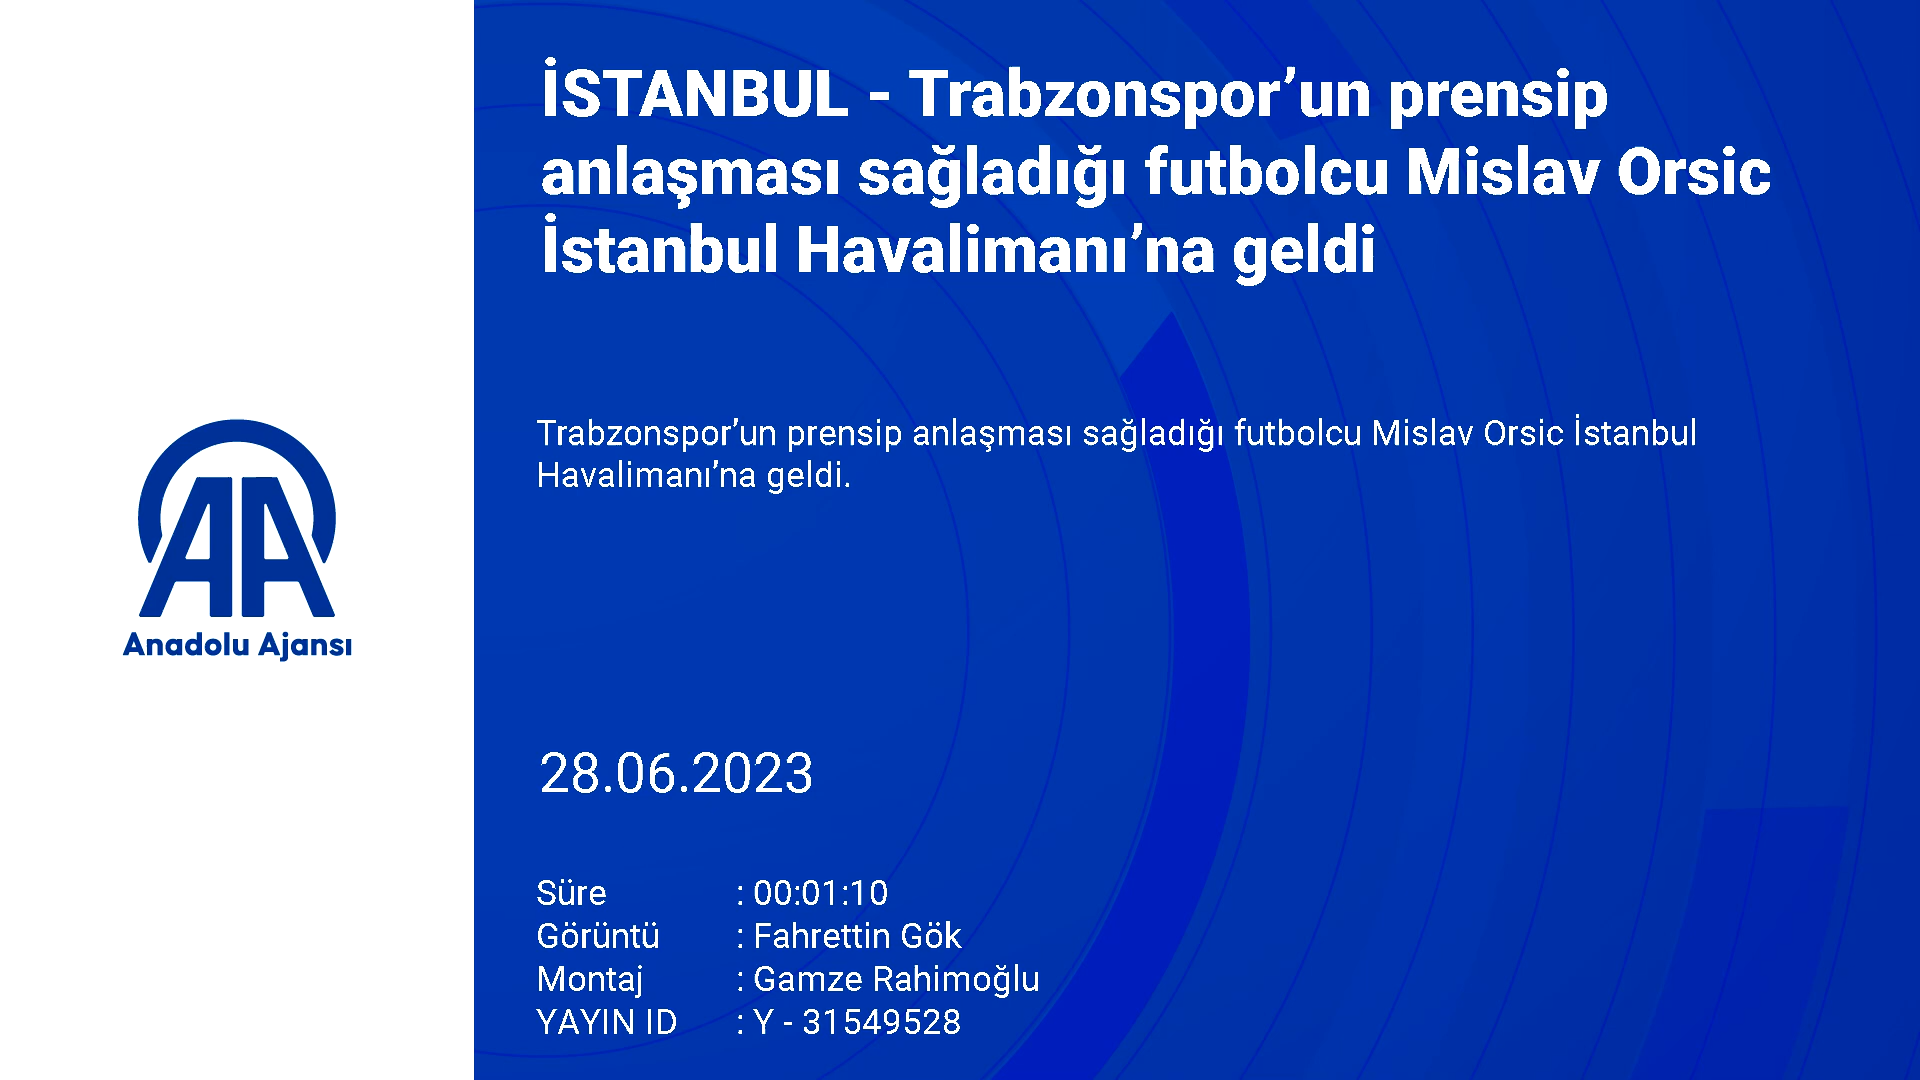 İSTANBUL - Trabzonspor’un prensip
anlaşması sağladığı futbolcu Mislav Orsic
İstanbul Havalimanı’na geldi
Trabzonspor’un prensip anlaşması sağladığı futbolcu Mislav Orsic İstanbul
Havalimanı’na geldi.
AA
Anadolu Ajansı
28.06.2023
Süre : 00:01:10
Görüntü : Fahrettin Gök
Montaj : Gamze Rahimoğlu
YAYIN ID : Y - 31549528